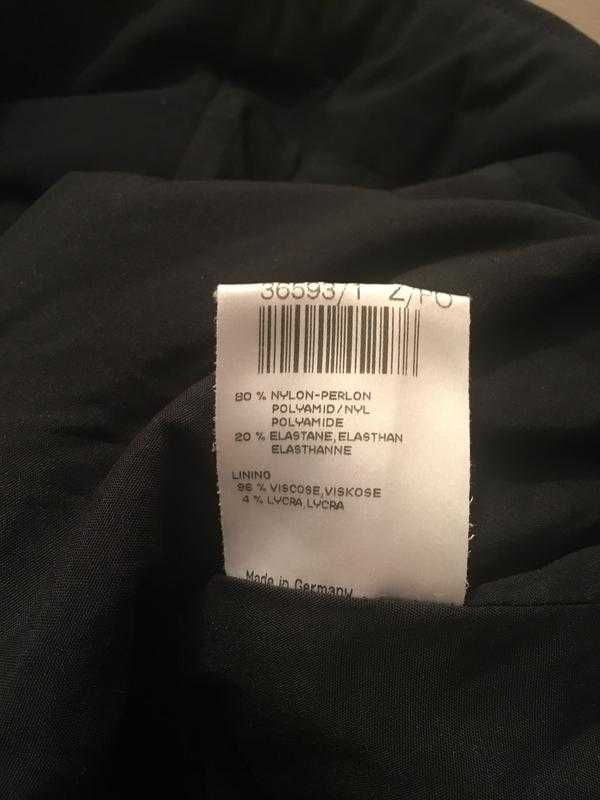 36593/1 Z/PO
80 % NYLON-PERLON
POLYAMID/NYL
POLYAMIDE
20 % ELASTANE,ELASTHAN
ELASTHANNE
LINING
96 % VISCOSE,VISKOSE
4 % LYCRA,LYCRA
Made in Germany